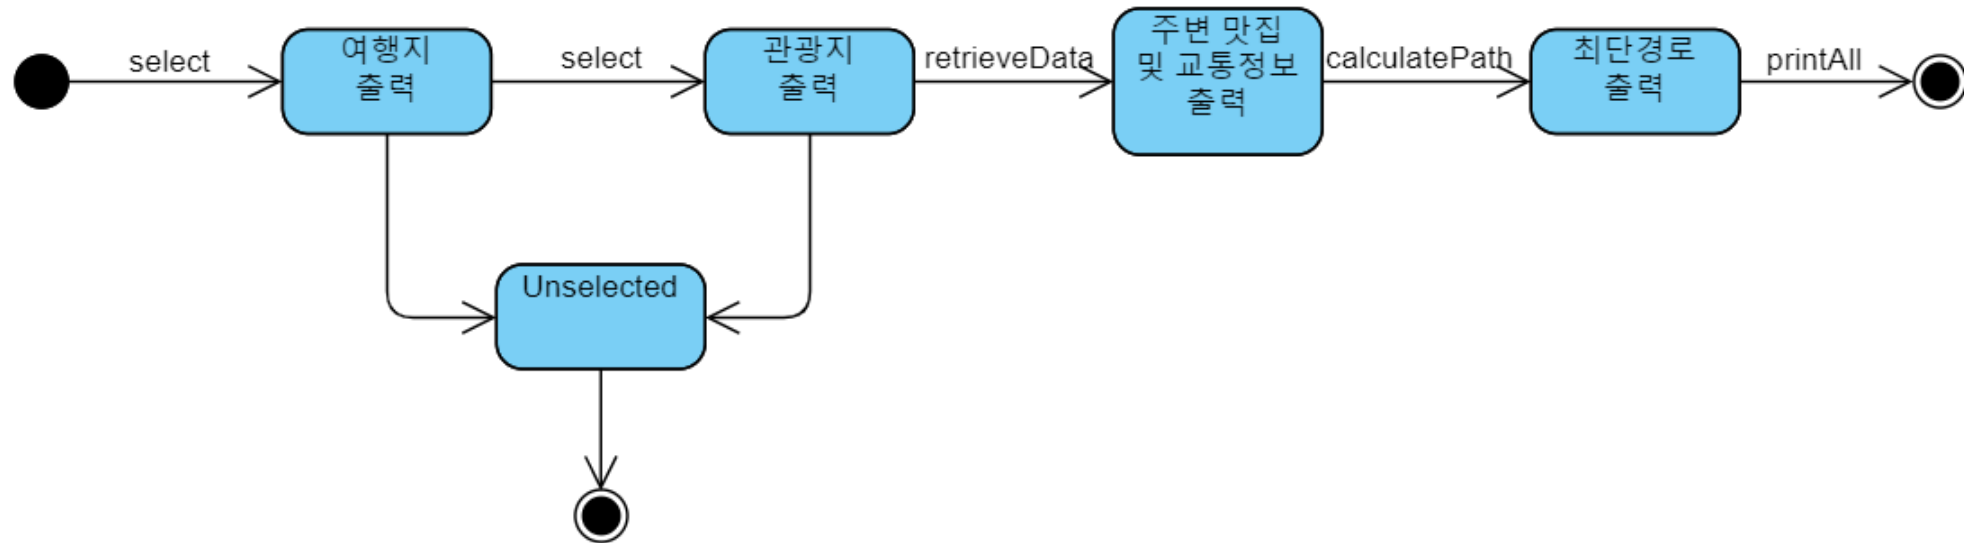 select
여행지
출력
select
관광지
출력
retrieveData
주변 맛집
및 교통정보
출력
calculatePath
최단경로
출력
printAll
Unselected